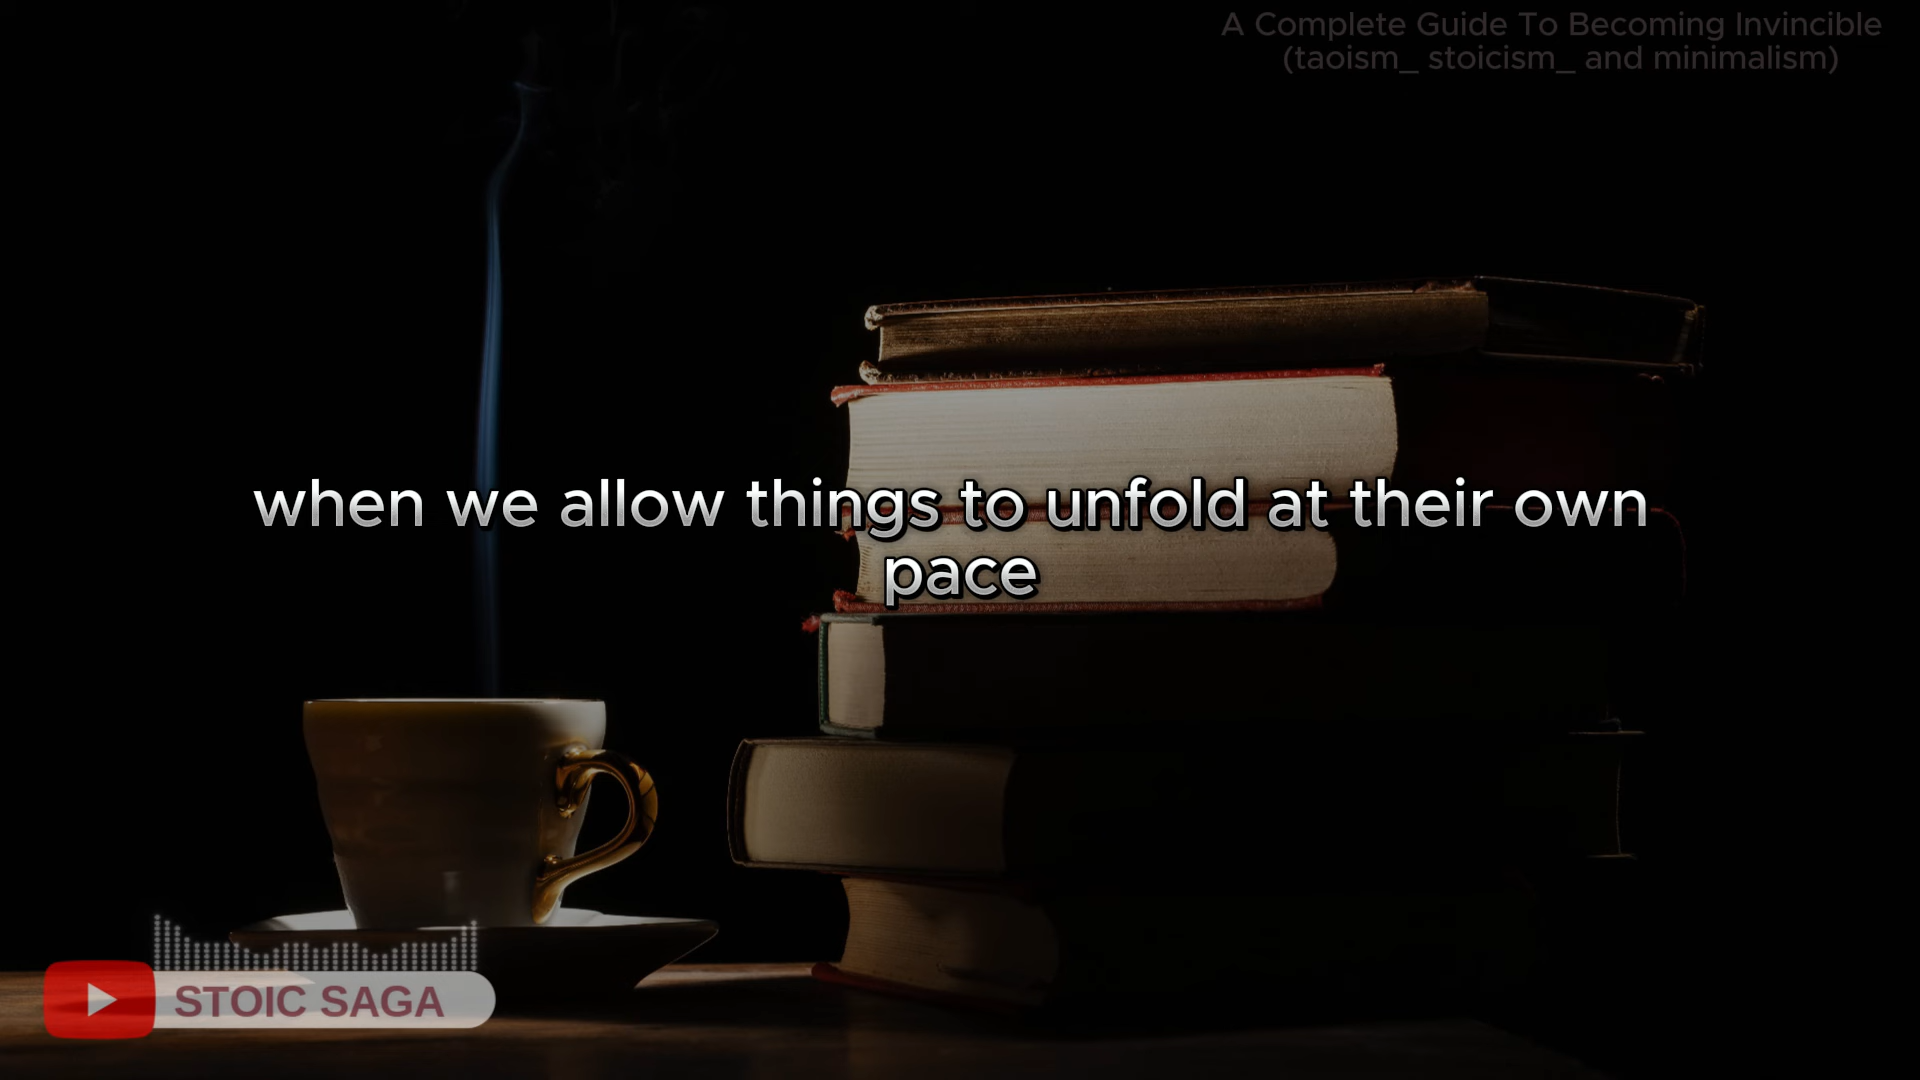 A Complete Guide To Becoming Invincible
(taoism_ stoicism_ and minimalism)
when we allow things to unfold at their own
pace
STOIC SAGA